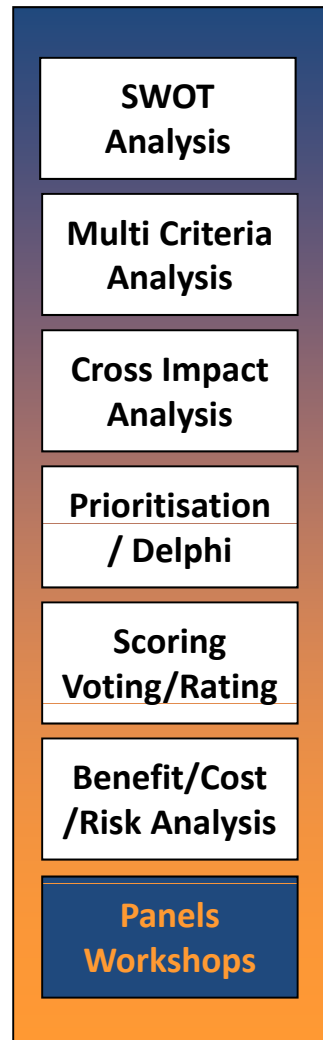 SWOT
Analysis
Multi Criteria
Analysis
Cross Impact
Analysis
Prioritisation
/ Delphi
Scoring
Voting/Rating
Benefit/Cost
/Risk Analysis
Panels
Workshops